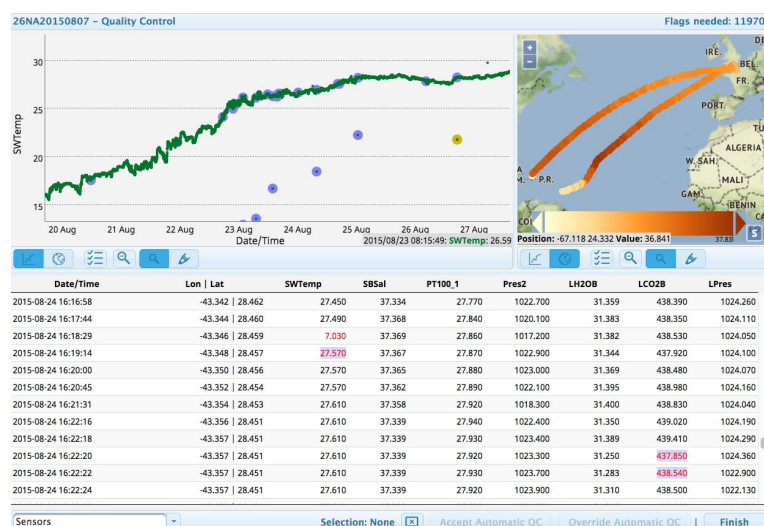 26NA20150807 – Quality Control
Flags needed: 11970
30
25
20
15
SWTemp
20 Aug 21 Aug 22 Aug 23 Aug 24 Aug 25 Aug 26 Aug 27 Aug
Date/Time
2015/08/23 08:15:49: SWTemp: 26.59
+
-
IRE.
BEL.
FR.
PORT.
ALGERIA
W. SAH.
MALI
P.R.
GAM.
BENIN
Position: -67.118 24.332 Value: 36.841
37.83
Date/Time Lon | Lat SWTemp SBSal PT100_1 Pres2 LH2OB LCO2B LPres
2015-08-24 16:16:58 -43.342 | 28.462 27.450 37.334 27.770 1022.700 31.359 438.390 1024.260
2015-08-24 16:17:44 -43.344 | 28.460 27.490 37.368 27.840 1020.100 31.383 438.350 1024.110
2015-08-24 16:18:29 -43.346 | 28.459 7.030 37.369 27.860 1017.200 31.382 438.530 1024.050
2015-08-24 16:19:14 -43.348 | 28.457 27.570 37.367 27.870 1022.900 31.344 437.920 1024.100
2015-08-24 16:20:00 -43.350 | 28.456 27.570 37.365 27.880 1023.000 31.369 438.480 1024.070
2015-08-24 16:20:45 -43.352 | 28.454 27.570 37.362 27.890 1022.100 31.395 438.980 1024.160
2015-08-24 16:21:31 -43.354 | 28.453 27.610 37.358 27.920 1018.300 31.400 438.830 1024.040
2015-08-24 16:22:16 -43.356 | 28.451 27.610 37.339 27.940 1022.400 31.350 439.020 1024.190
2015-08-24 16:22:18 -43.357 | 28.451 27.610 37.339 27.930 1023.400 31.389 439.410 1024.290
2015-08-24 16:22:20 -43.357 | 28.451 27.610 37.339 27.920 1023.300 31.250 437.850 1024.360
2015-08-24 16:22:22 -43.357 | 28.451 27.610 37.339 27.930 1023.700 31.283 438.540 1022.900
2015-08-24 16:22:24 -43.357 | 28.451 27.610 37.339 27.920 1023.900 31.310 438.500 1022.130
Sensors
Selection: None
Accept Automatic QC
Override Automatic QC
|
Finish